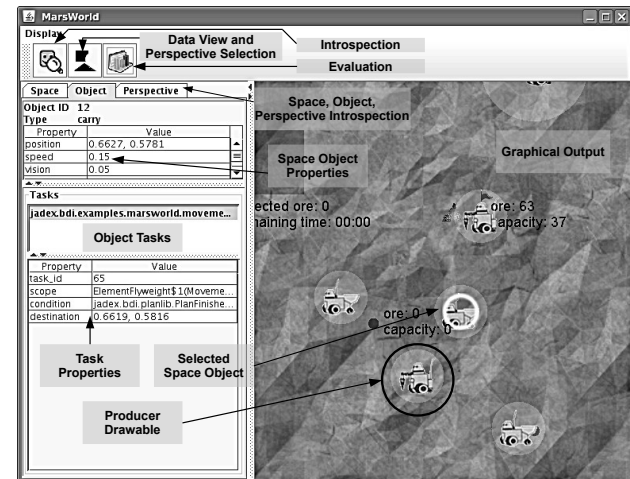 MarsWorld
Display
Data View and
Perspective Selection
Introspection
Evaluation
Space Object Perspective
Object ID 12
Type carry
Property Value
position 0.6627, 0.5781
speed 0.15
vision 0.05
Space, Object,
Perspective Introspection
Space Object
Properties
Graphical Output
Tasks
jadex.bdi.examples.marsworld.moveme...
Object Tasks
Property Value
task_id 65
scope ElementFlyweight$1(Moveme...
condition jadex.bdi.planlib.PlanFinishe...
destination 0.6619, 0.5816
Task
Properties
Selected
Space Object
Producer
Drawable
ected ore: 0
naining time: 00:00
ore: 63
capacity: 37
ore: 0
capacity: 0